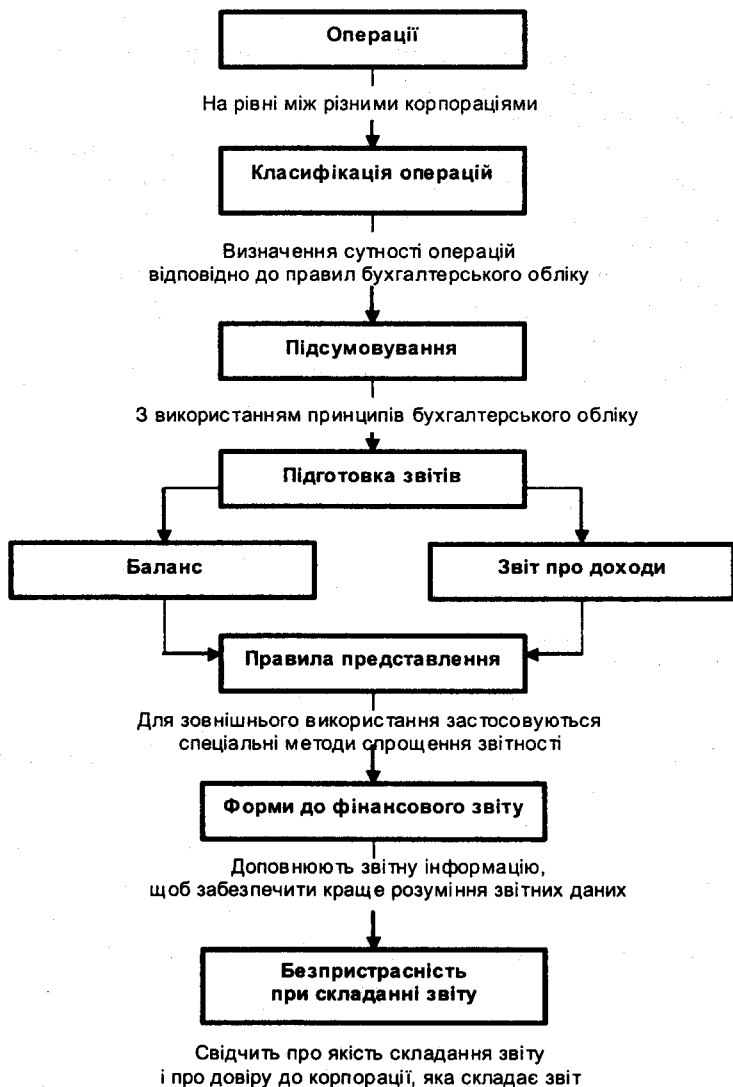 Операції
На рівні між різними корпораціями
Класифікація операцій
Визначення сутності операцій
відповідно до правил бухгалтерського обліку
Підсумовування
З використанням принципів бухгалтерського обліку
Підготовка звітів
Баланс
Звіт про доходи
Правила представлення
Для зовнішнього використання застосовуються
спеціальні методи спрощення звітності
Форми до фінансового звіту
Доповнюють звітну інформацію,
щоб забезпечити краще розуміння звітних даних
Безпристрасність
при складанні звіту
Свідчить про якість складання звіту
і про довіру до корпорації, яка складає звіт